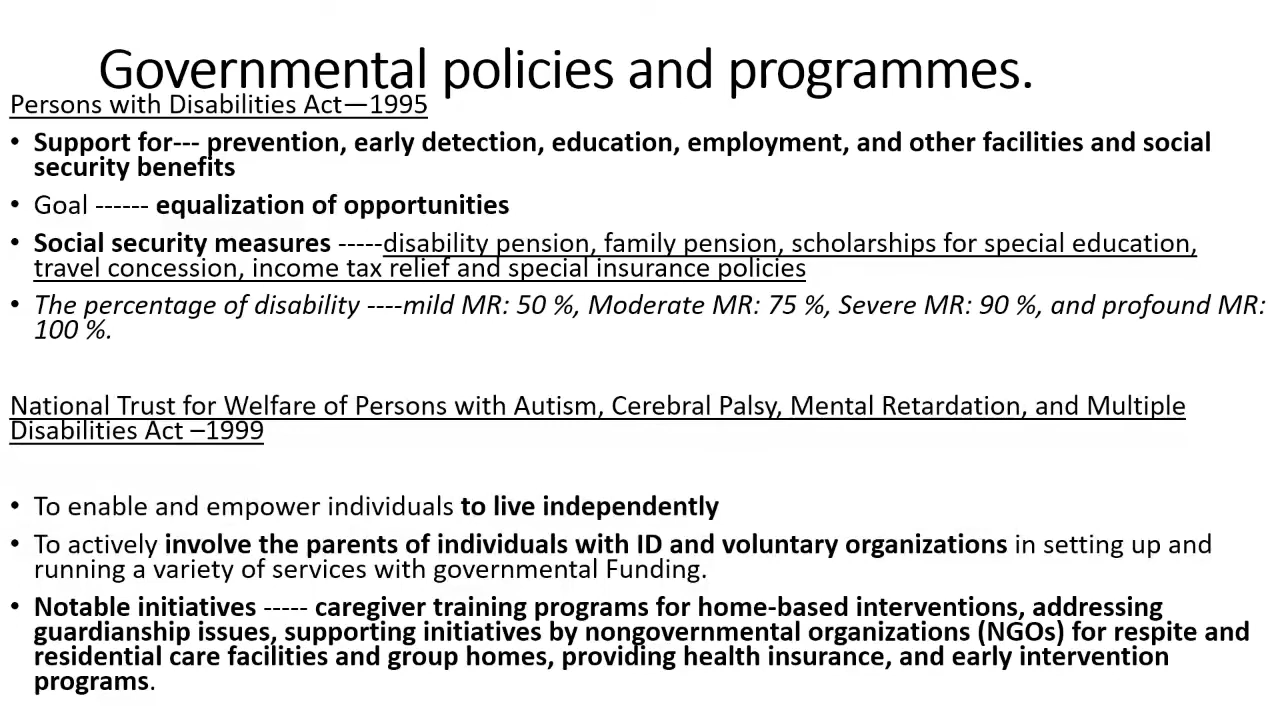 Governmental policies and programmes.
Persons with Disabilities Act—1995
• Support for--- prevention, early detection, education, employment, and other facilities and social
security benefits
• Goal ------ equalization of opportunities
• Social security measures -----disability pension, family pension, scholarships for special education,
travel concession, income tax relief and special insurance policies
• The percentage of disability ----mild MR: 50 %, Moderate MR: 75 %, Severe MR: 90 %, and profound MR:
100 %.
National Trust for Welfare of Persons with Autism, Cerebral Palsy, Mental Retardation, and Multiple
Disabilities Act –1999
• To enable and empower individuals to live independently
• To actively involve the parents of individuals with ID and voluntary organizations in setting up and
running a variety of services with governmental Funding.
• Notable initiatives ----- caregiver training programs for home-based interventions, addressing
guardianship issues, supporting initiatives by nongovernmental organizations (NGOs) for respite and
residential care facilities and group homes, providing health insurance, and early intervention
programs.